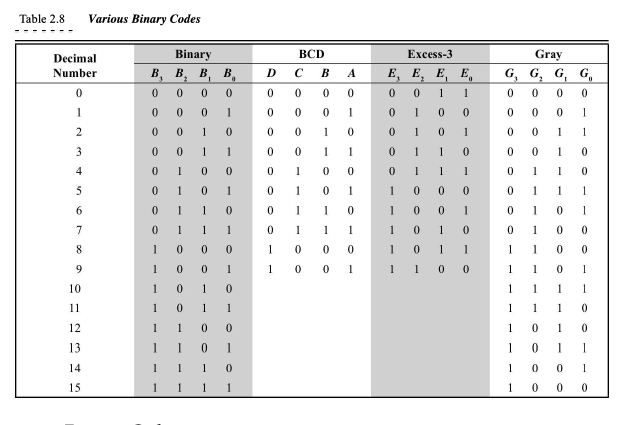 Table 2.8 Various Binary Codes
Decimal Number Binary BCD Excess-3 Gray
B3 B2 B1 B0 D C B A E3 E2 E1 E0 G3 G2 G1 G0
0 0 0 0 0 0 0 0 0 0 0 1 1 0 0 0 0
1 0 0 0 1 0 0 0 1 0 1 0 0 0 0 0 1
2 0 0 1 0 0 0 1 0 0 1 0 1 0 0 1 1
3 0 0 1 1 0 0 1 1 0 1 1 0 0 0 1 0
4 0 1 0 0 0 1 0 0 0 1 1 1 0 1 1 0
5 0 1 0 1 0 1 0 1 1 0 0 0 0 1 1 1
6 0 1 1 0 0 1 1 0 1 0 0 1 0 1 0 1
7 0 1 1 1 0 1 1 1 1 0 1 0 0 1 0 0
8 1 0 0 0 1 0 0 0 1 0 1 1 1 1 0 0
9 1 0 0 1 1 0 0 1 1 1 0 0 1 1 0 1
10 1 0 1 0 1 1 1 1
11 1 0 1 1 1 1 1 0
12 1 1 0 0 1 0 1 0
13 1 1 0 1 1 0 1 1
14 1 1 1 0 1 0 0 1
15 1 1 1 1 1 0 0 0